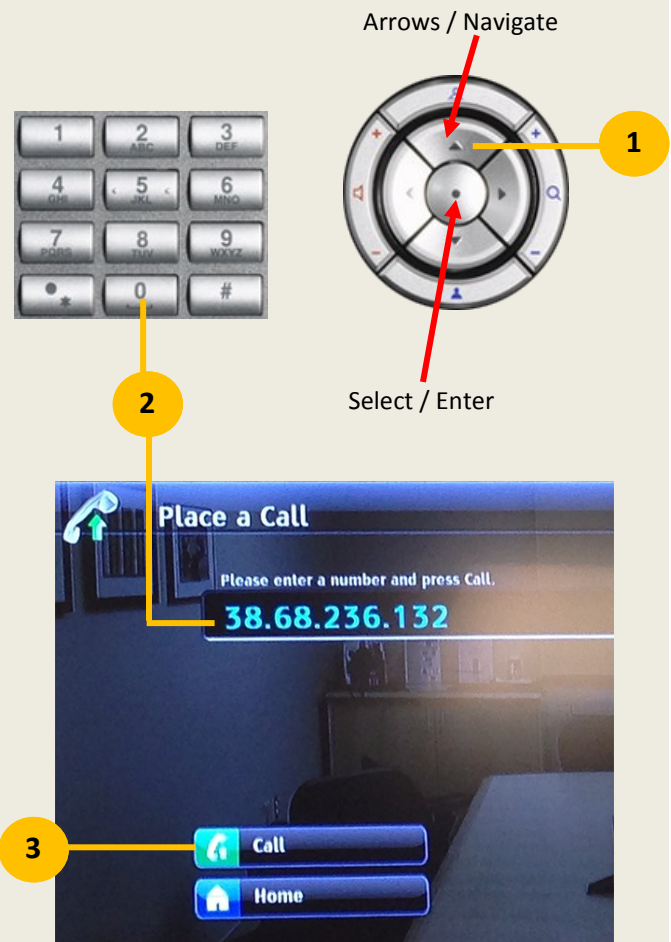 Arrows / Navigate
1
1
2
ABC
3
DEF
4
GHI
5
JKL
6
MNO
7
PQRS
8
TUV
9
WXYZ
*
0
#
+
+
-
-
2
Select / Enter
Place a Call
Please enter a number and press Call.
38.68.236.132
3
Call
Home